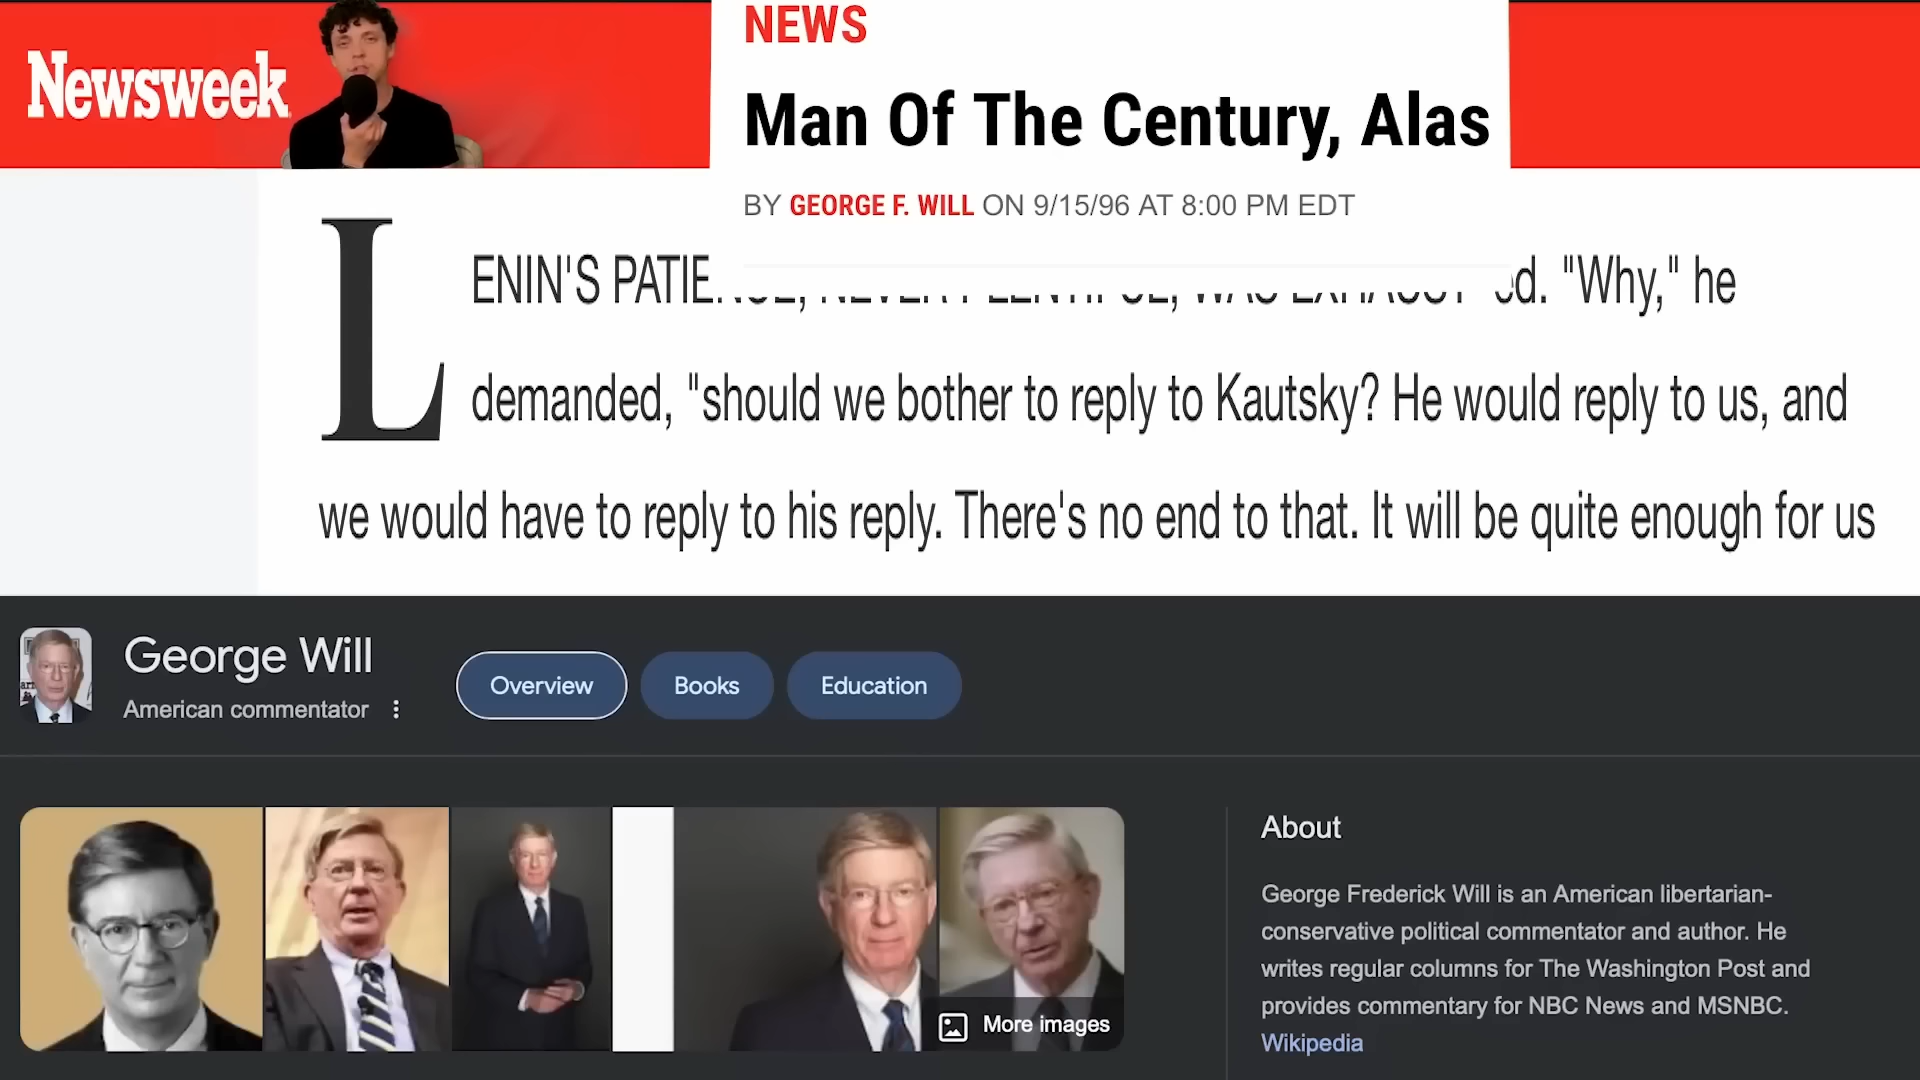 Newsweek
NEWS
Man Of The Century, Alas
BY GEORGE F. WILL ON 9/15/96 AT 8:00 PM EDT
LENIN'S PATIE ed. "Why," he
demanded, "should we bother to reply to Kautsky? He would reply to us, and
we would have to reply to his reply. There's no end to that. It will be quite enough for us
George Will
American commentator
Overview
Books
Education
More images
About
George Frederick Will is an American libertarian-
conservative political commentator and author. He
writes regular columns for The Washington Post and
provides commentary for NBC News and MSNBC.
Wikipedia